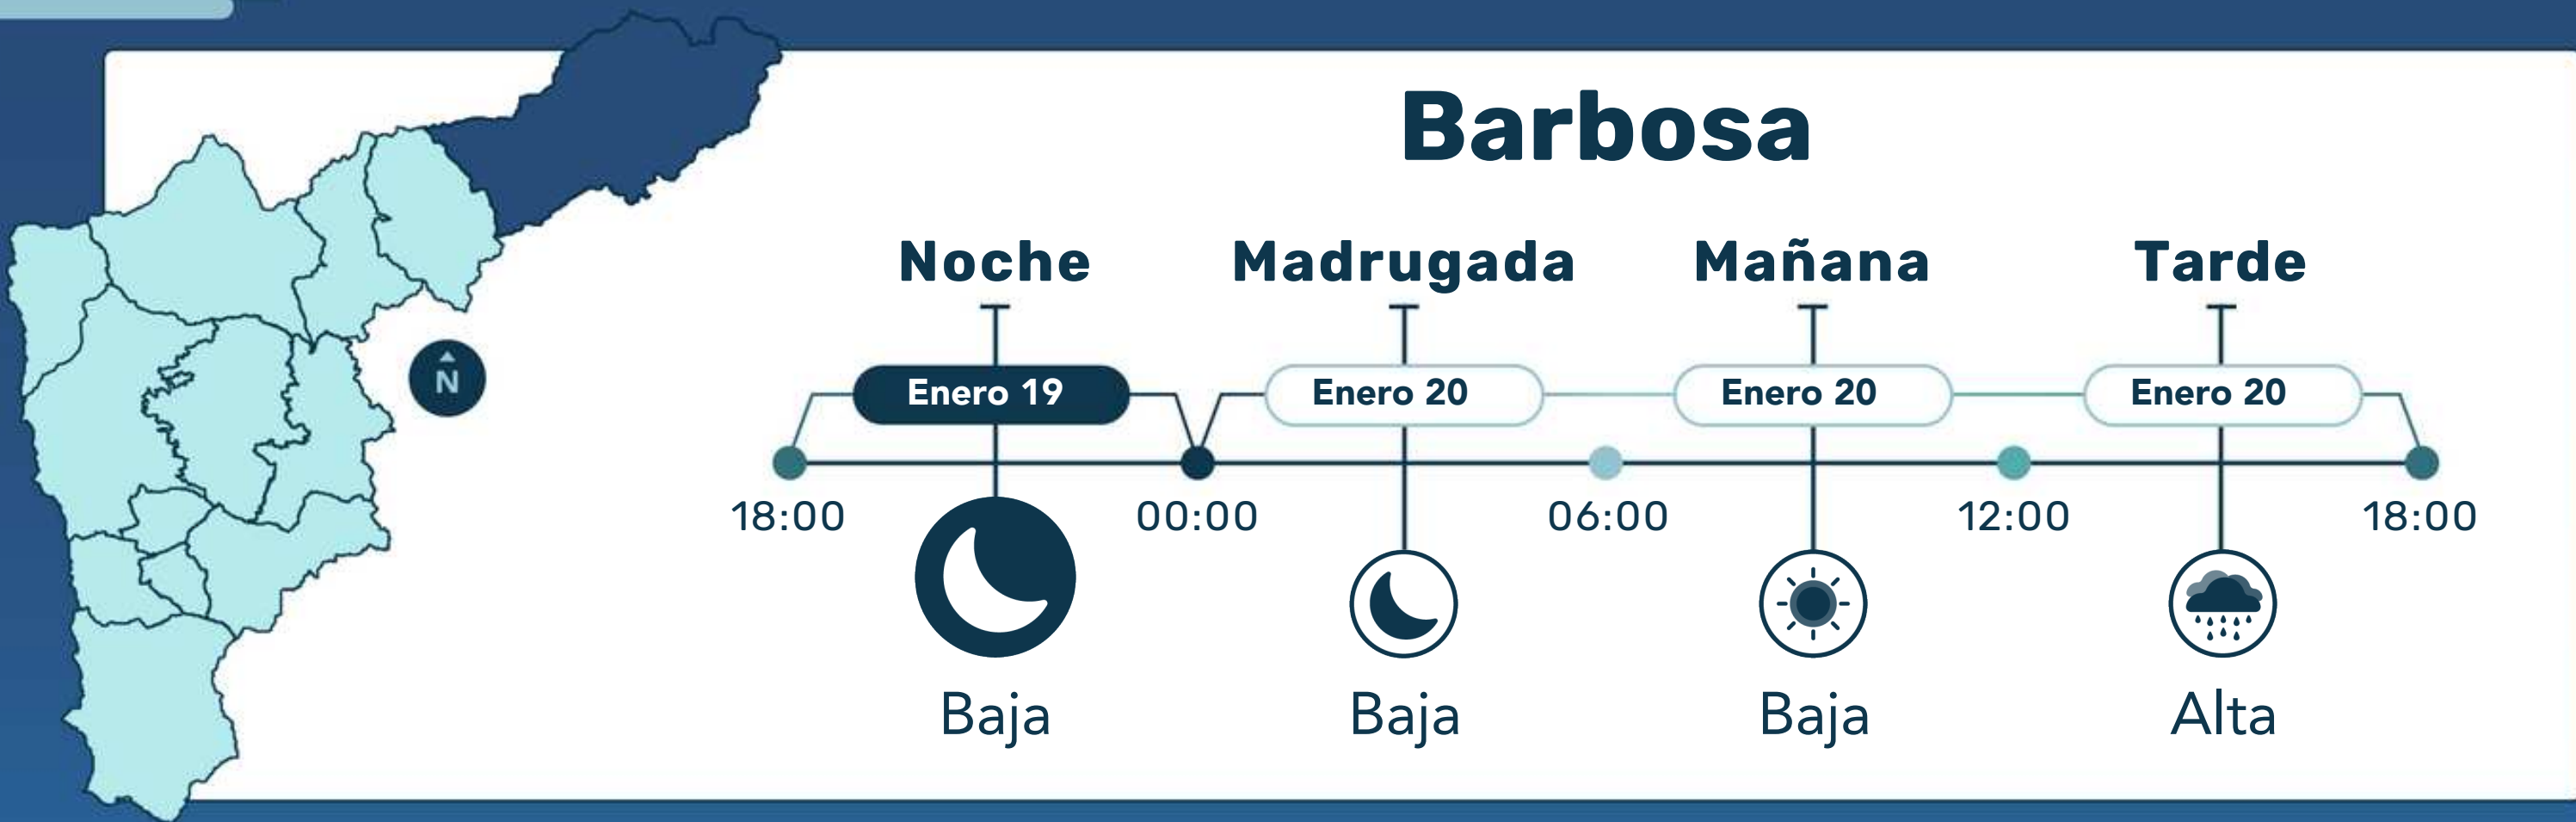 Barbosa
Noche Madrugada Mañana Tarde
N
Enero 19 Enero 20 Enero 20 Enero 20
18:00 00:00 06:00 12:00 18:00
Baja Baja Baja Alta